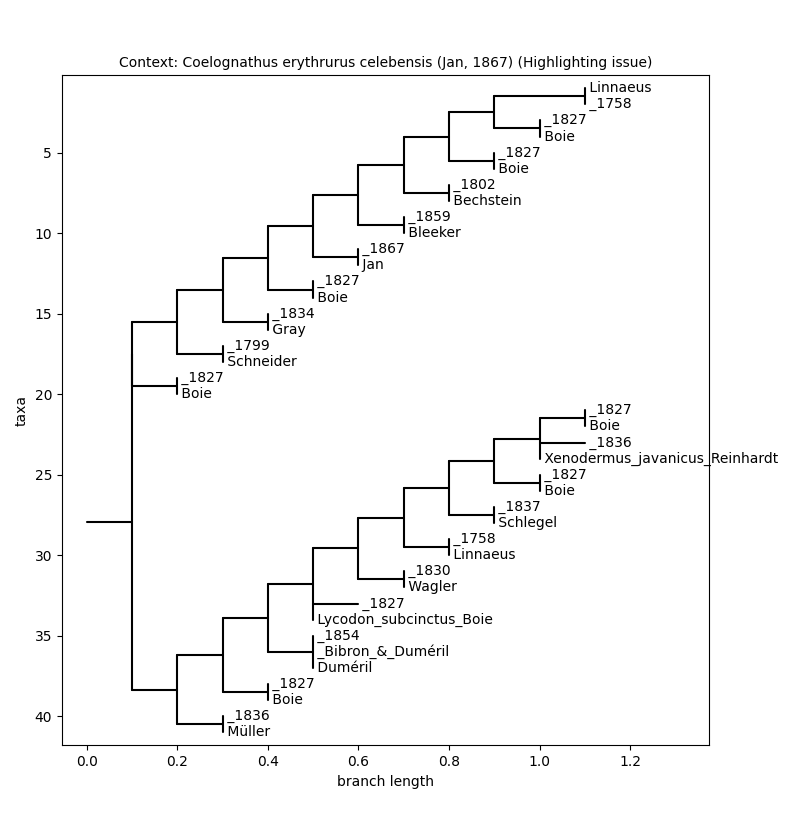 Context: Coelognathus erythrurus celebensis (Jan, 1867) (Highlighting issue)
Linnaeus
_1758
_1827
Boie
_1827
Boie
_1802
Bechstein
_1859
Bleeker
_1867
Jan
_1827
Boie
_1834
Gray
_1799
Schneider
_1827
Boie
_1827
Boie
_1836
Xenodermus_javanicus_Reinhardt
_1827
Boie
_1837
Schlegel
_1758
Linnaeus
_1830
Wagler
_1827
Lycodon_subcinctus_Boie
_1854
_Bibron_&_Duméril
Duméril
_1827
Boie
_1836
Müller
5
10
15
20
25
30
35
40
taxa
0.0 0.2 0.4 0.6 0.8 1.0 1.2
branch length